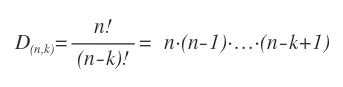 D(n,k)= n!/(n-k)! = n·(n-1)·...·(n-k+1)